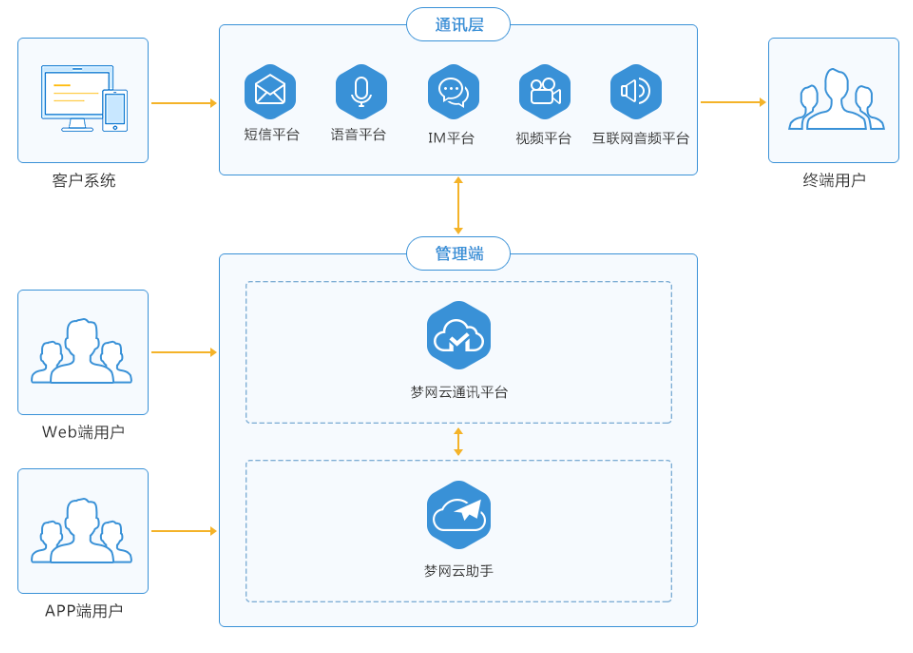 通讯层
短信平台
语音平台
IM平台
视频平台
互联网音频平台
客户系统
终端用户
管理端
梦网云通讯平台
Web端用户
梦网云助手
APP端用户